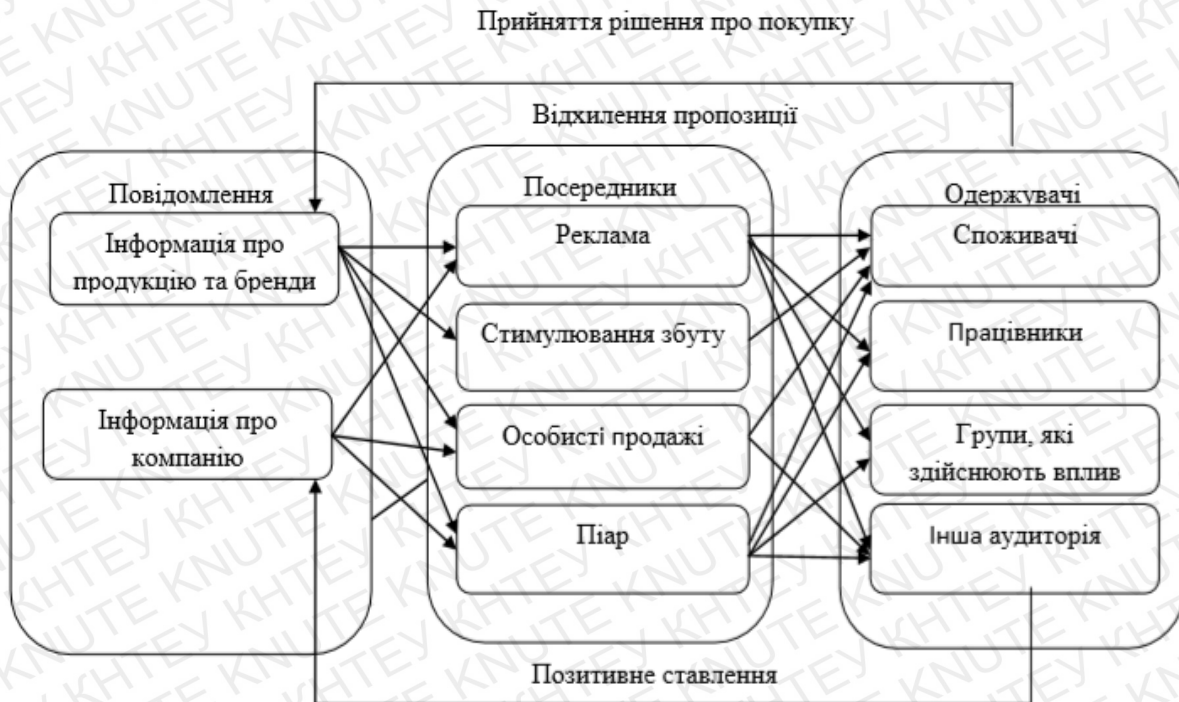 Прийняття рішення про покупку
Відхилення пропозиції
Повідомлення
Інформація про
продукцію та бренди
Інформація про
компанію
Посередники
Реклама
Стимулювання збуту
Особисті продажі
Піар
Одержувачі
Споживачі
Працівники
Групи, які
здійснюють вплив
Інша аудиторія
Позитивне ставлення